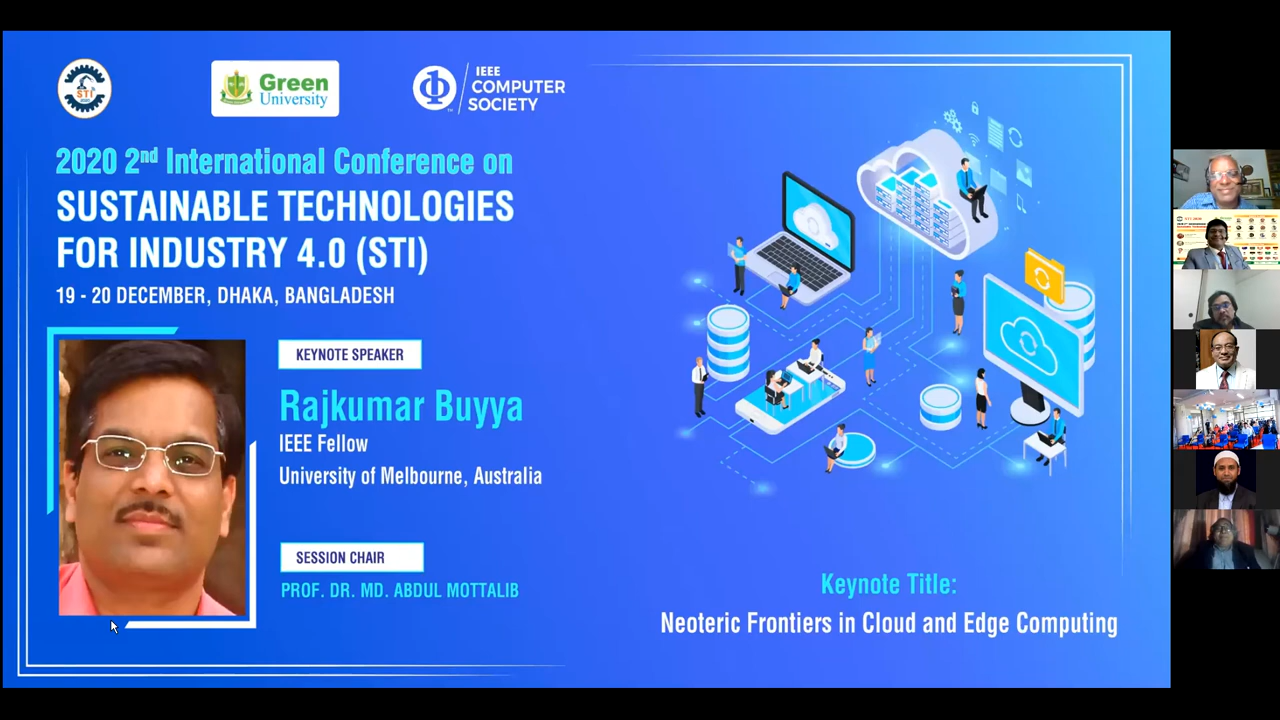 STI
Green
University
IEEE
COMPUTER
SOCIETY
2020 2nd International Conference on
SUSTAINABLE TECHNOLOGIES
FOR INDUSTRY 4.0 (STI)
19 - 20 DECEMBER, DHAKA, BANGLADESH
KEYNOTE SPEAKER
Rajkumar Buyya
IEEE Fellow
University of Melbourne, Australia
SESSION CHAIR
PROF. DR. MD. ABDUL MOTTALIB
Keynote Title:
Neoteric Frontiers in Cloud and Edge Computing